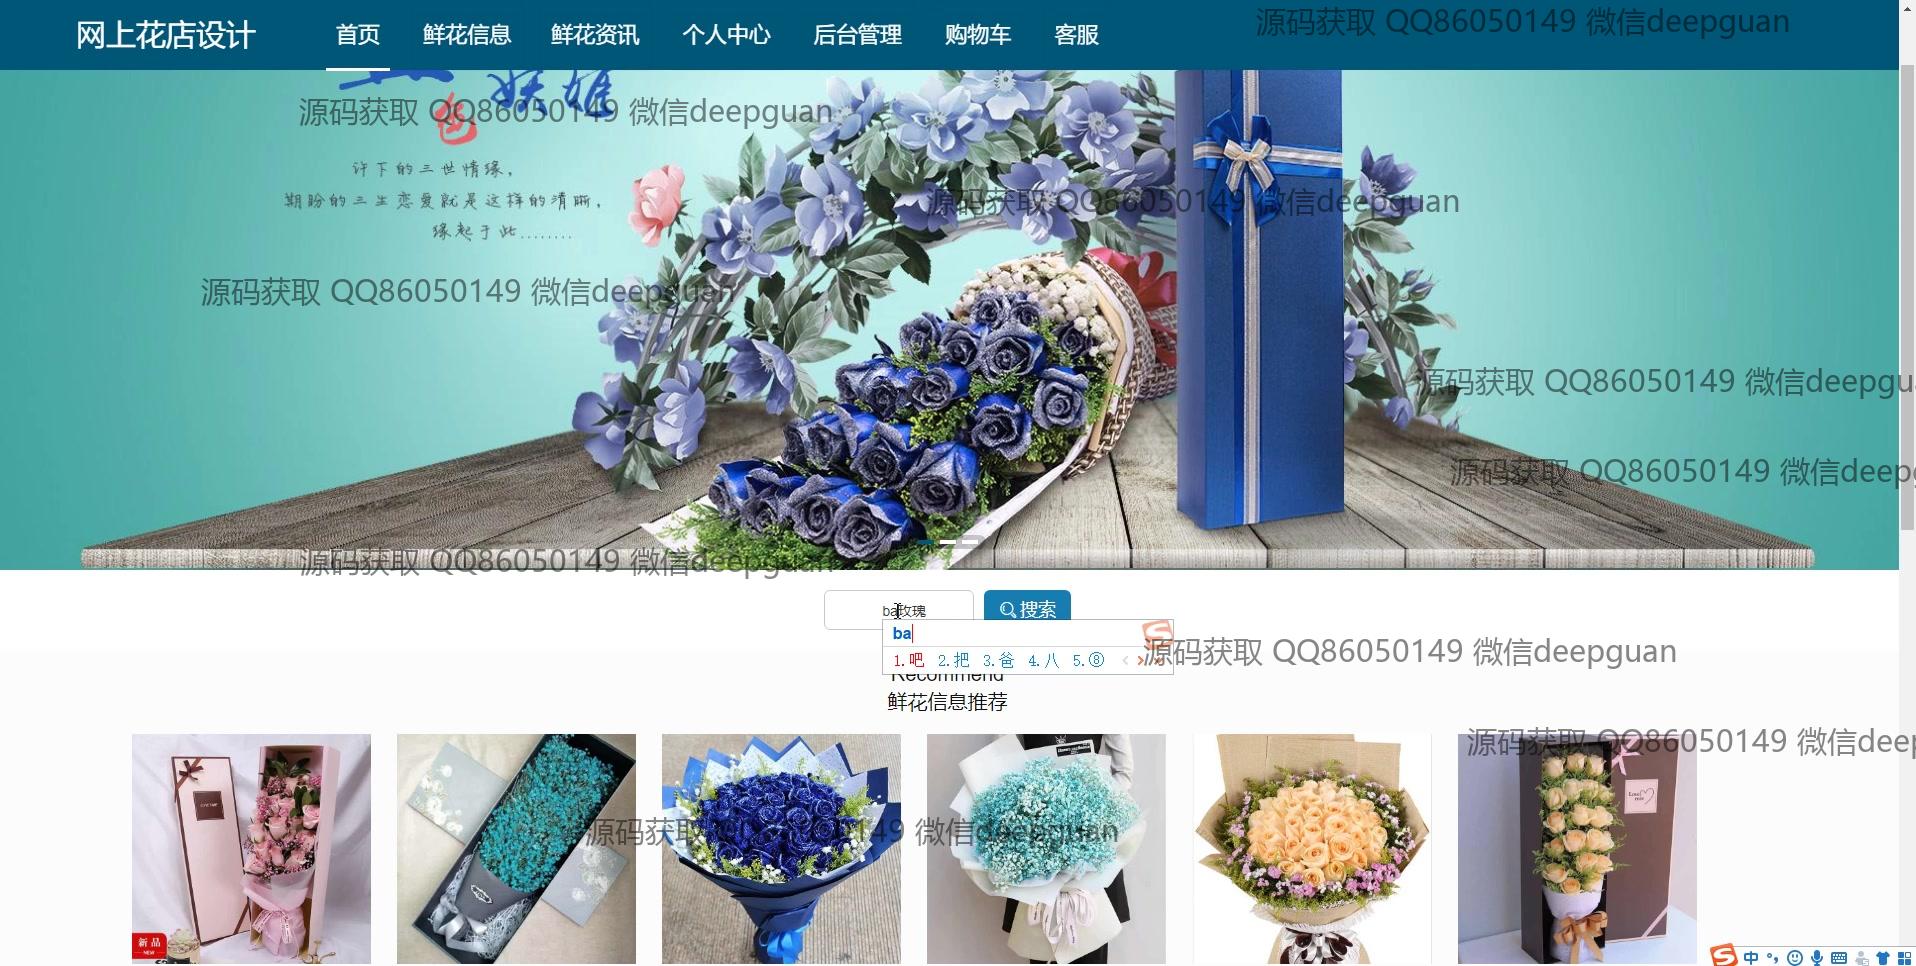 网上花店设计
首页 鲜花信息 鲜花资讯 个人中心 后台管理 购物车 客服
源码获取 QQ86050149 微信deepguan
源码获取 QQ86050149 微信deepguan
许下的三世情缘，
期盼的三生恋爱就是这样的清晰，
缘起于此........
源码获取 QQ86050149 微信deepguan
源码获取 QQ86050149 微信deepguan
源码获取 QQ86050149 微信deepgu
源码获取 QQ86050149 微信deep
源码获取 QQ86050149 微信deepguan
ba玫瑰
搜索
ba
1.吧 2.把 3.爸 4.八 5.⑧
源码获取 QQ86050149 微信deepguan
Recommend
鲜花信息推荐
源码获取 QQ86050149 微信deep
源码获取 QQ86050149 微信deepguan
新品
NEW
中